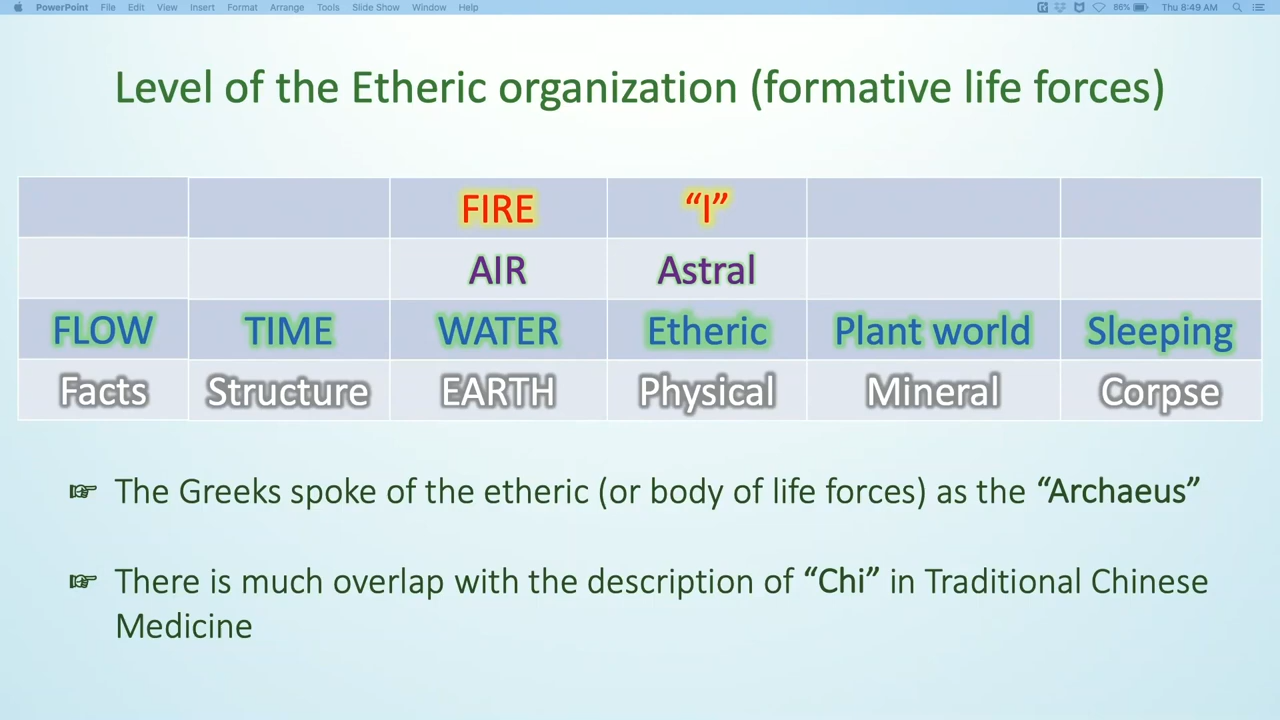 PowerPoint File Edit View Insert Format Arrange Tools Slide Show Window Help 86% Thu 8:49 AM
Level of the Etheric organization (formative life forces)
FIRE “I”
AIR Astral
FLOW TIME WATER Etheric Plant world Sleeping
Facts Structure EARTH Physical Mineral Corpse
The Greeks spoke of the etheric (or body of life forces) as the “Archaeus”
There is much overlap with the description of “Chi” in Traditional Chinese
Medicine